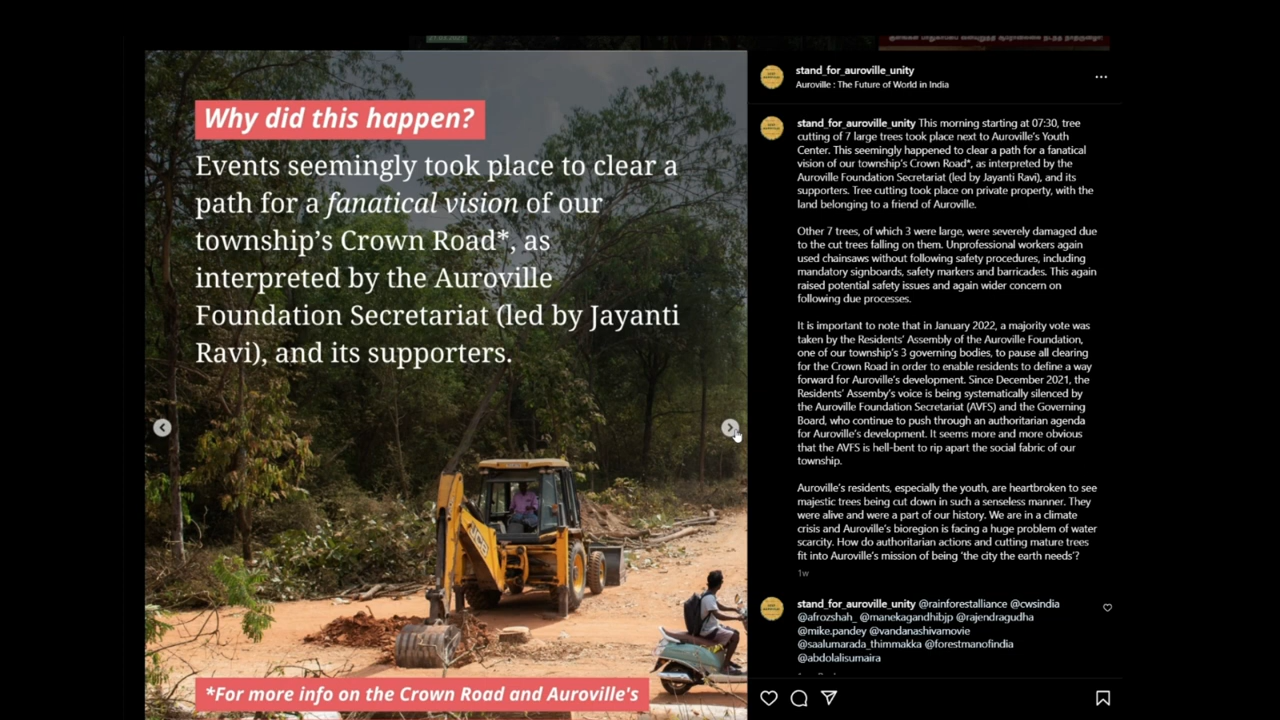 Why did this happen?
Events seemingly took place to clear a
path for a fanatical vision of our
township's Crown Road*, as
interpreted by the Auroville
Foundation Secretariat (led by Jayanti
Ravi), and its supporters.
*For more info on the Crown Road and Auroville's
stand_for_auroville_unity
Auroville : The Future of World in India
stand_for_auroville_unity This morning starting at 07:30, tree
cutting of 7 large trees took place next to Auroville's Youth
Center. This seemingly happened to clear a path for a fanatical
vision of our township's Crown Road*, as interpreted by the
Auroville Foundation Secretariat (led by Jayanti Ravi), and its
supporters. Tree cutting took place on private property, with the
land belonging to a friend of Auroville.
Other 7 trees, of which 3 were large, were severely damaged due
to the cut trees falling on them. Unprofessional workers again
used chainsaws without following safety procedures, including
mandatory signboards, safety markers and barricades. This again
raised potential safety issues and again wider concern on
following due processes.
It is important to note that in January 2022, a majority vote was
taken by the Residents' Assembly of the Auroville Foundation,
one of our township's 3 governing bodies, to pause all clearing
for the Crown Road in order to enable residents to define a way
forward for Auroville's development. Since December 2021, the
Residents' Assemby's voice is being systematically silenced by
the Auroville Foundation Secretariat (AVFS) and the Governing
Board, who continue to push through an authoritarian agenda
for Auroville's development. It seems more and more obvious
that the AVFS is hell-bent to rip apart the social fabric of our
township.
Auroville's residents, especially the youth, are heartbroken to see
majestic trees being cut down in such a senseless manner. They
were alive and were a part of our history. We are in a climate
crisis and Auroville's bioregion is facing a huge problem of water
scarcity. How do authoritarian actions and cutting mature trees
fit into Auroville's mission of being 'the city the earth needs'?
1w
stand_for_auroville_unity @rainforestalliance @cwsindia
@afrozshah_ @manekagandhibjp @rajendragudha
@mike.pandey @vandanashivamovie
@saalumarada_thimmakka @forestmanofindia
@abdolalisumaira